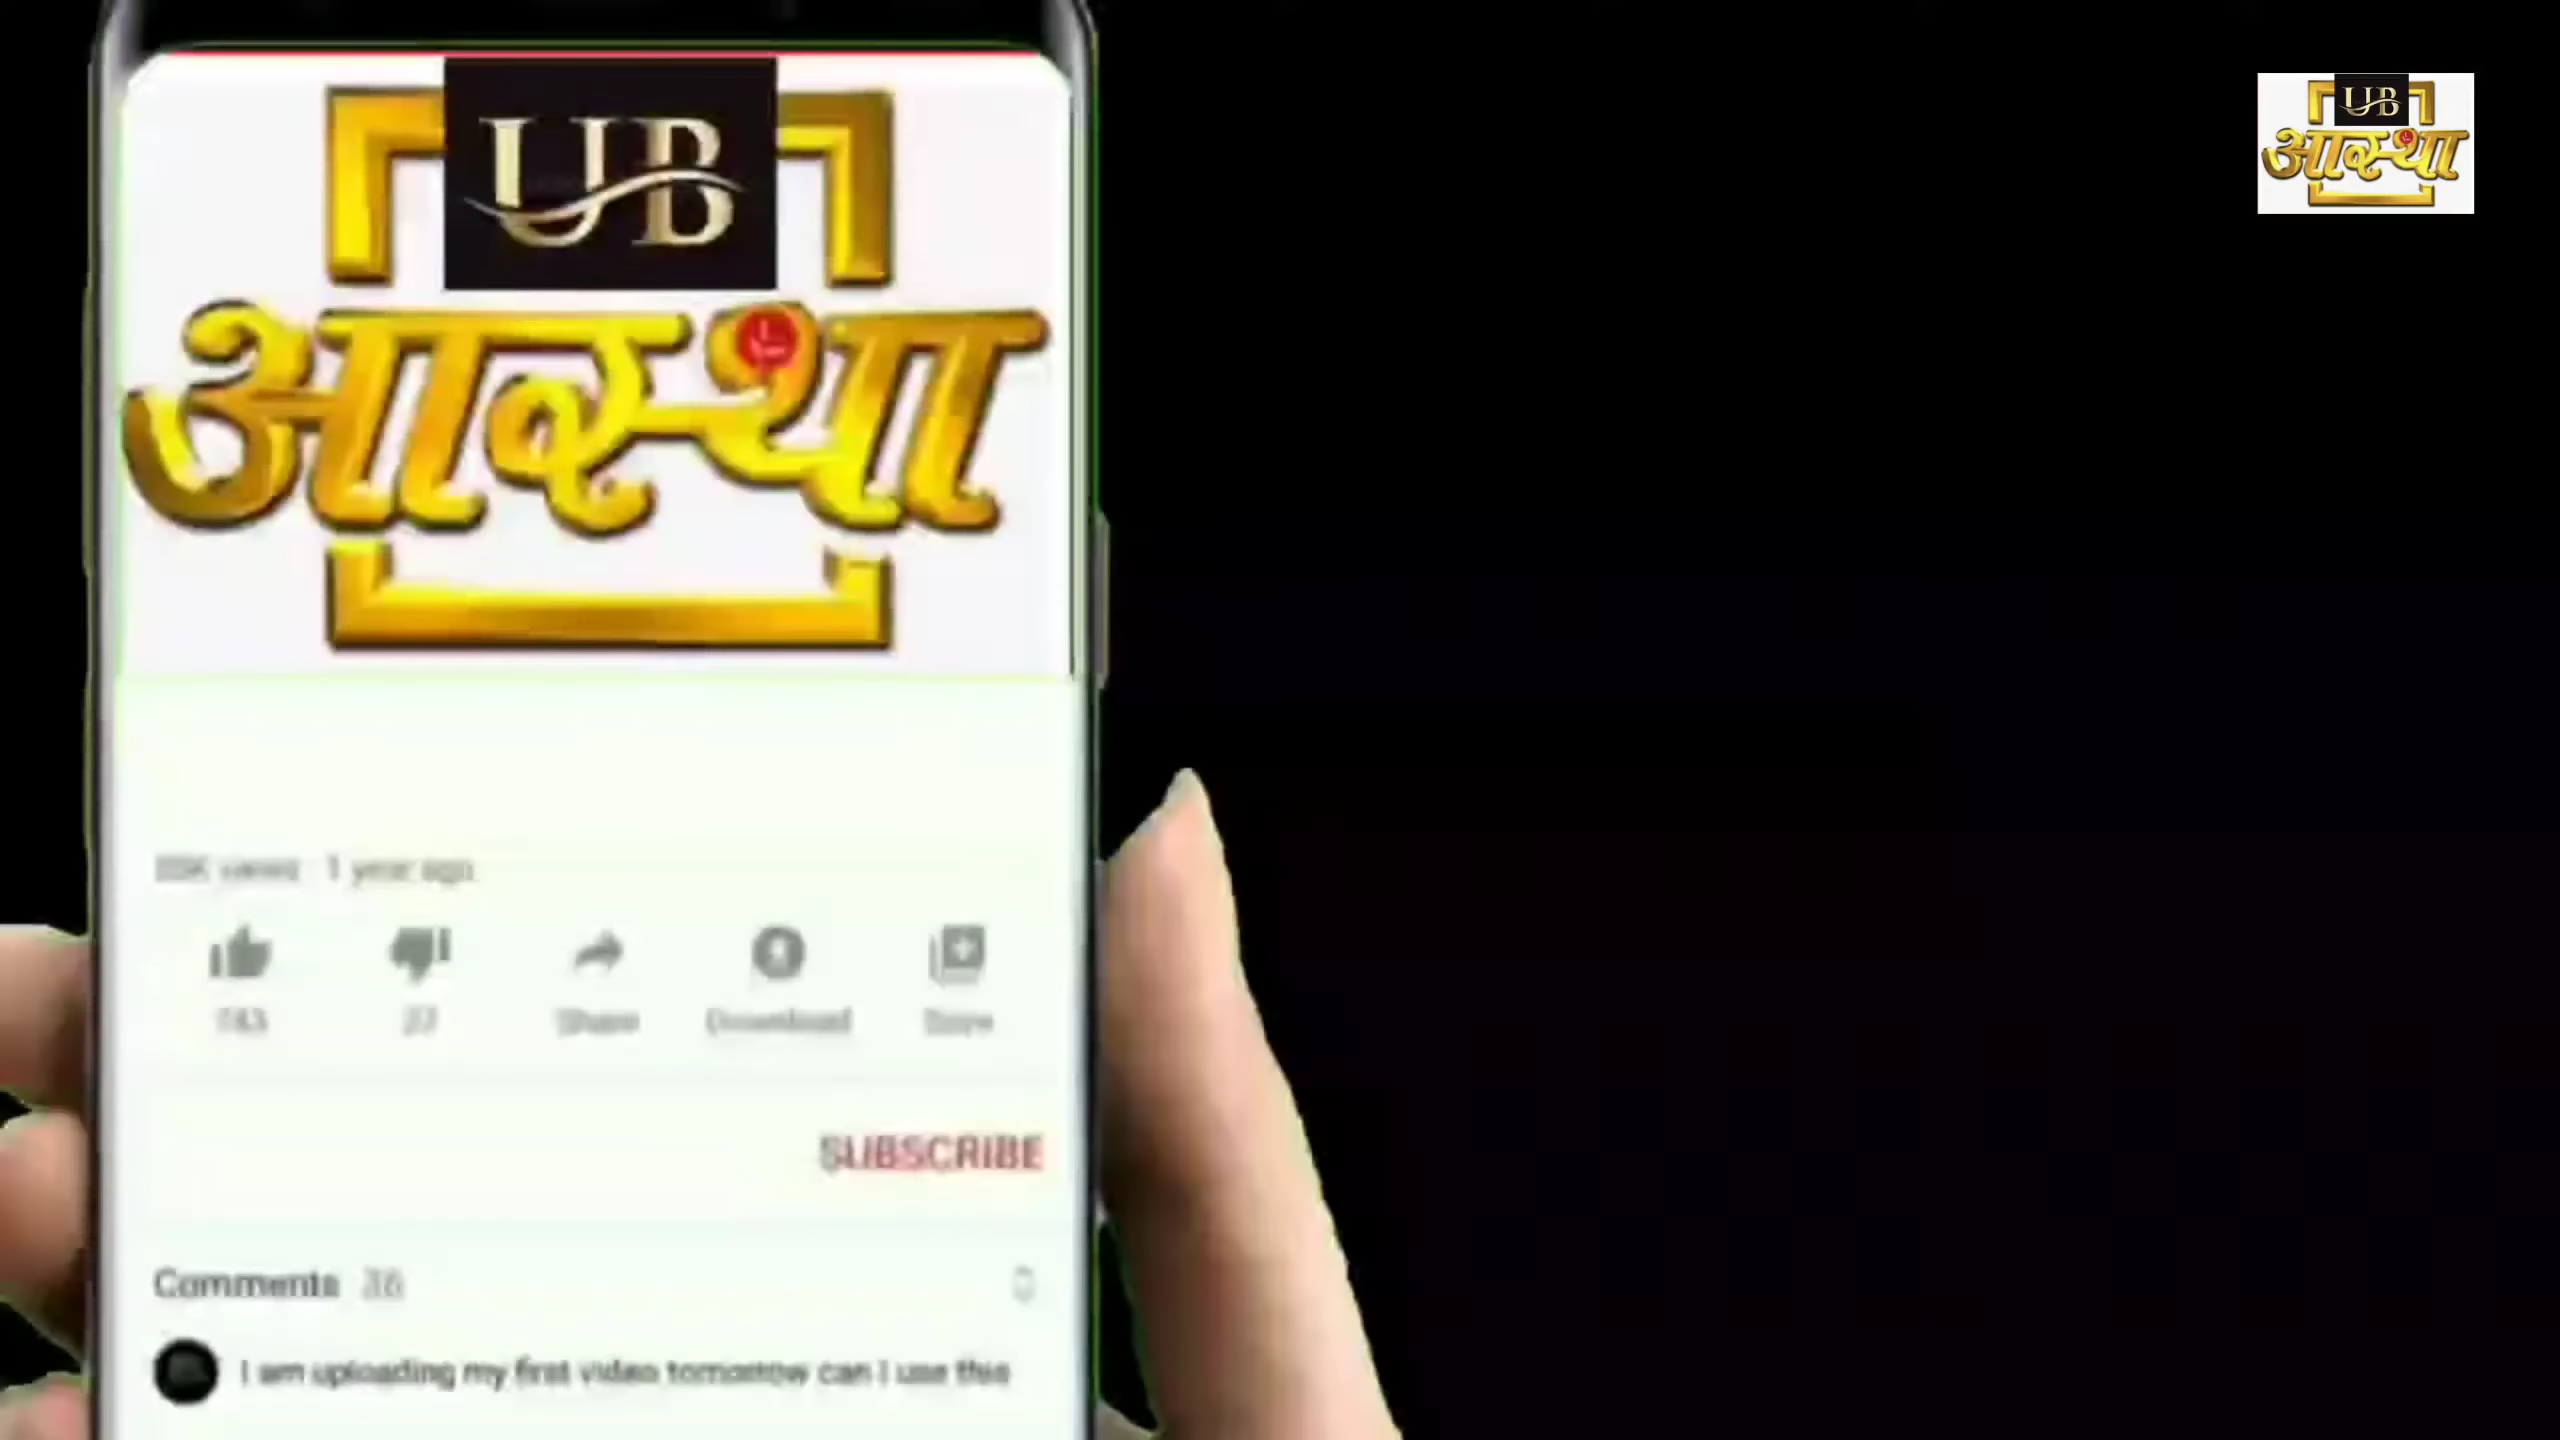 UB
आस्था
UB
आस्था
1 year ago
Share
Download
Save
SUBSCRIBE
Comments 36
I am uploading my first video tomorrow can I use this